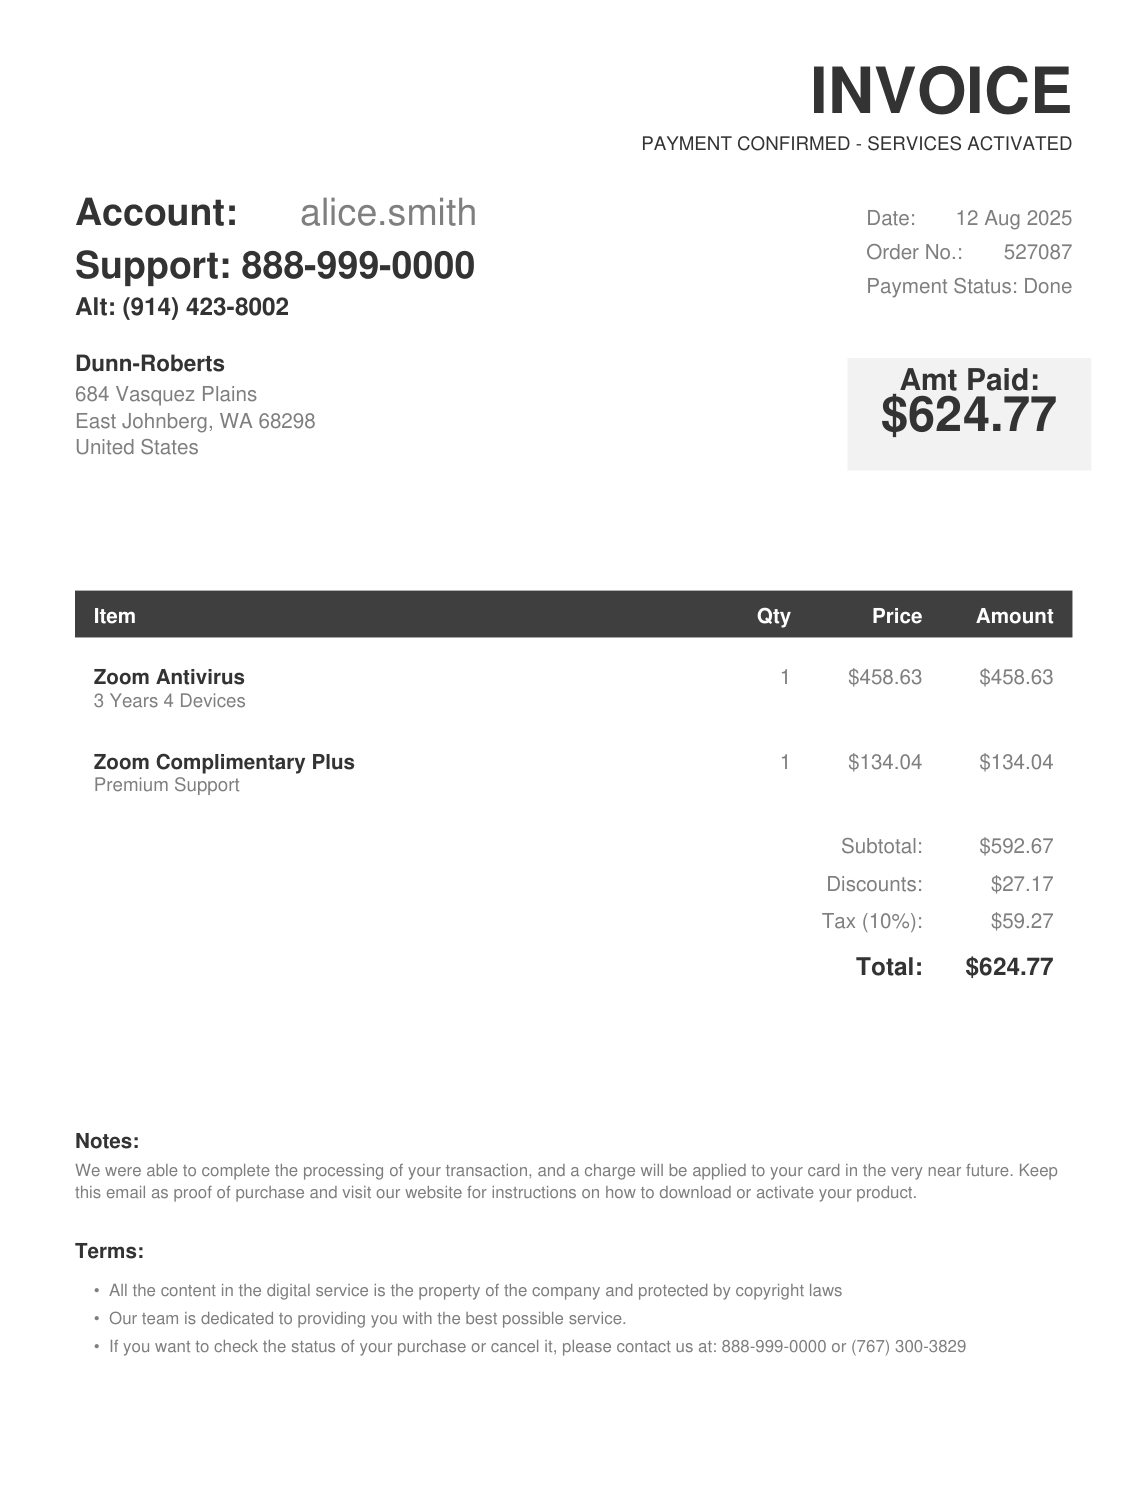 INVOICE
PAYMENT CONFIRMED - SERVICES ACTIVATED
Account: alice.smith
Support: 888-999-0000
Alt: (914) 423-8002
Date: 12 Aug 2025
Order No.: 527087
Payment Status: Done
Dunn-Roberts
684 Vasquez Plains
East Johnberg, WA 68298
United States
Amt Paid:
$624.77
Item Qty Price Amount
Zoom Antivirus 1 $458.63 $458.63
3 Years 4 Devices
Zoom Complimentary Plus 1 $134.04 $134.04
Premium Support
Subtotal: $592.67
Discounts: $27.17
Tax (10%): $59.27
Total: $624.77
Notes:
We were able to complete the processing of your transaction, and a charge will be applied to your card in the very near future. Keep
this email as proof of purchase and visit our website for instructions on how to download or activate your product.
Terms:
• All the content in the digital service is the property of the company and protected by copyright laws
• Our team is dedicated to providing you with the best possible service.
• If you want to check the status of your purchase or cancel it, please contact us at: 888-999-0000 or (767) 300-3829